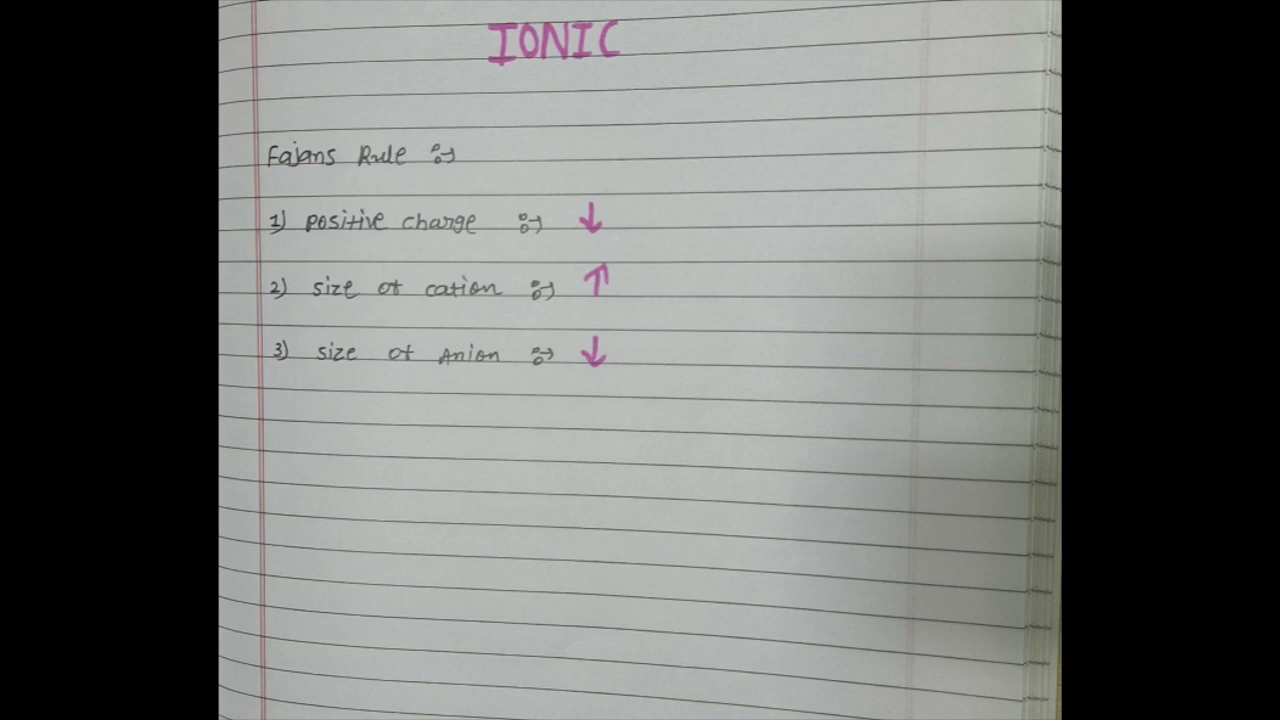 IONIC
Fajans Rule :-
1) positive charge :- ↓
2) size of cation :- ↑
3) size of Anion :- ↓